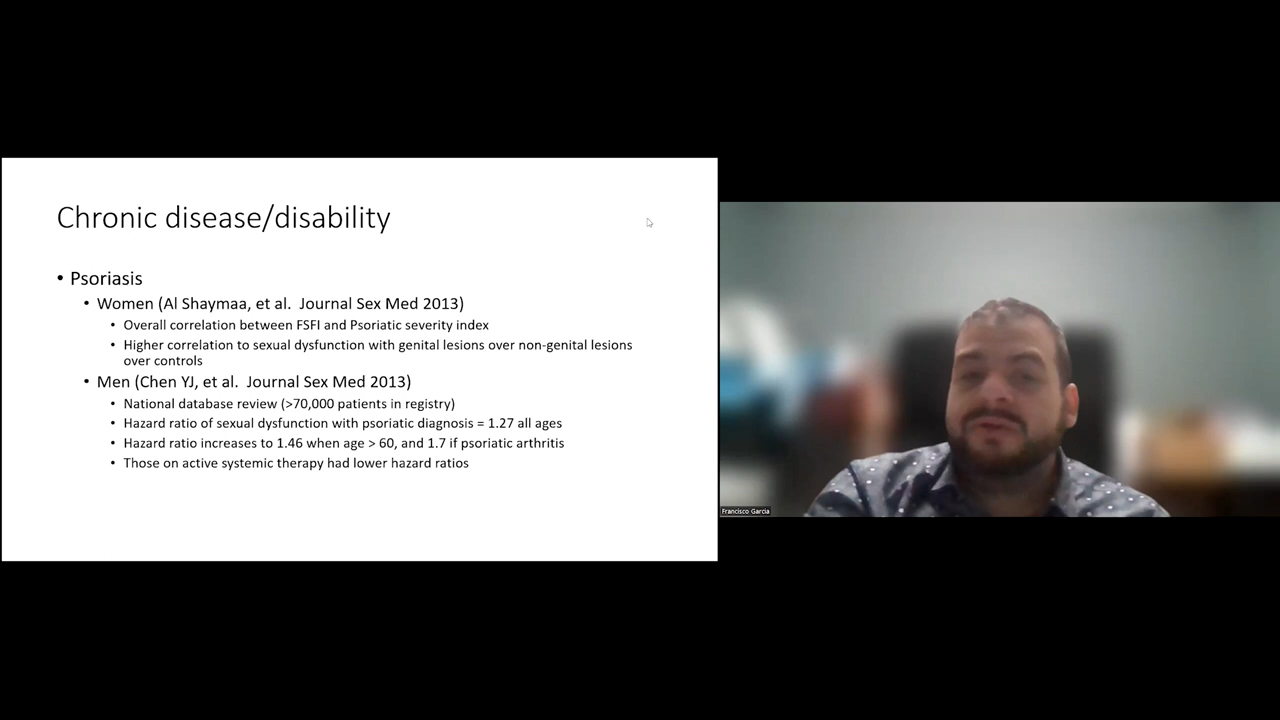 Chronic disease/disability
• Psoriasis
• Women (Al Shaymaa, et al.  Journal Sex Med 2013)
• Overall correlation between FSFI and Psoriatic severity index
• Higher correlation to sexual dysfunction with genital lesions over non-genital lesions
over controls
• Men (Chen YJ, et al.  Journal Sex Med 2013)
• National database review (>70,000 patients in registry)
• Hazard ratio of sexual dysfunction with psoriatic diagnosis = 1.27 all ages
• Hazard ratio increases to 1.46 when age > 60, and 1.7 if psoriatic arthritis
• Those on active systemic therapy had lower hazard ratios
Francisco Garcia